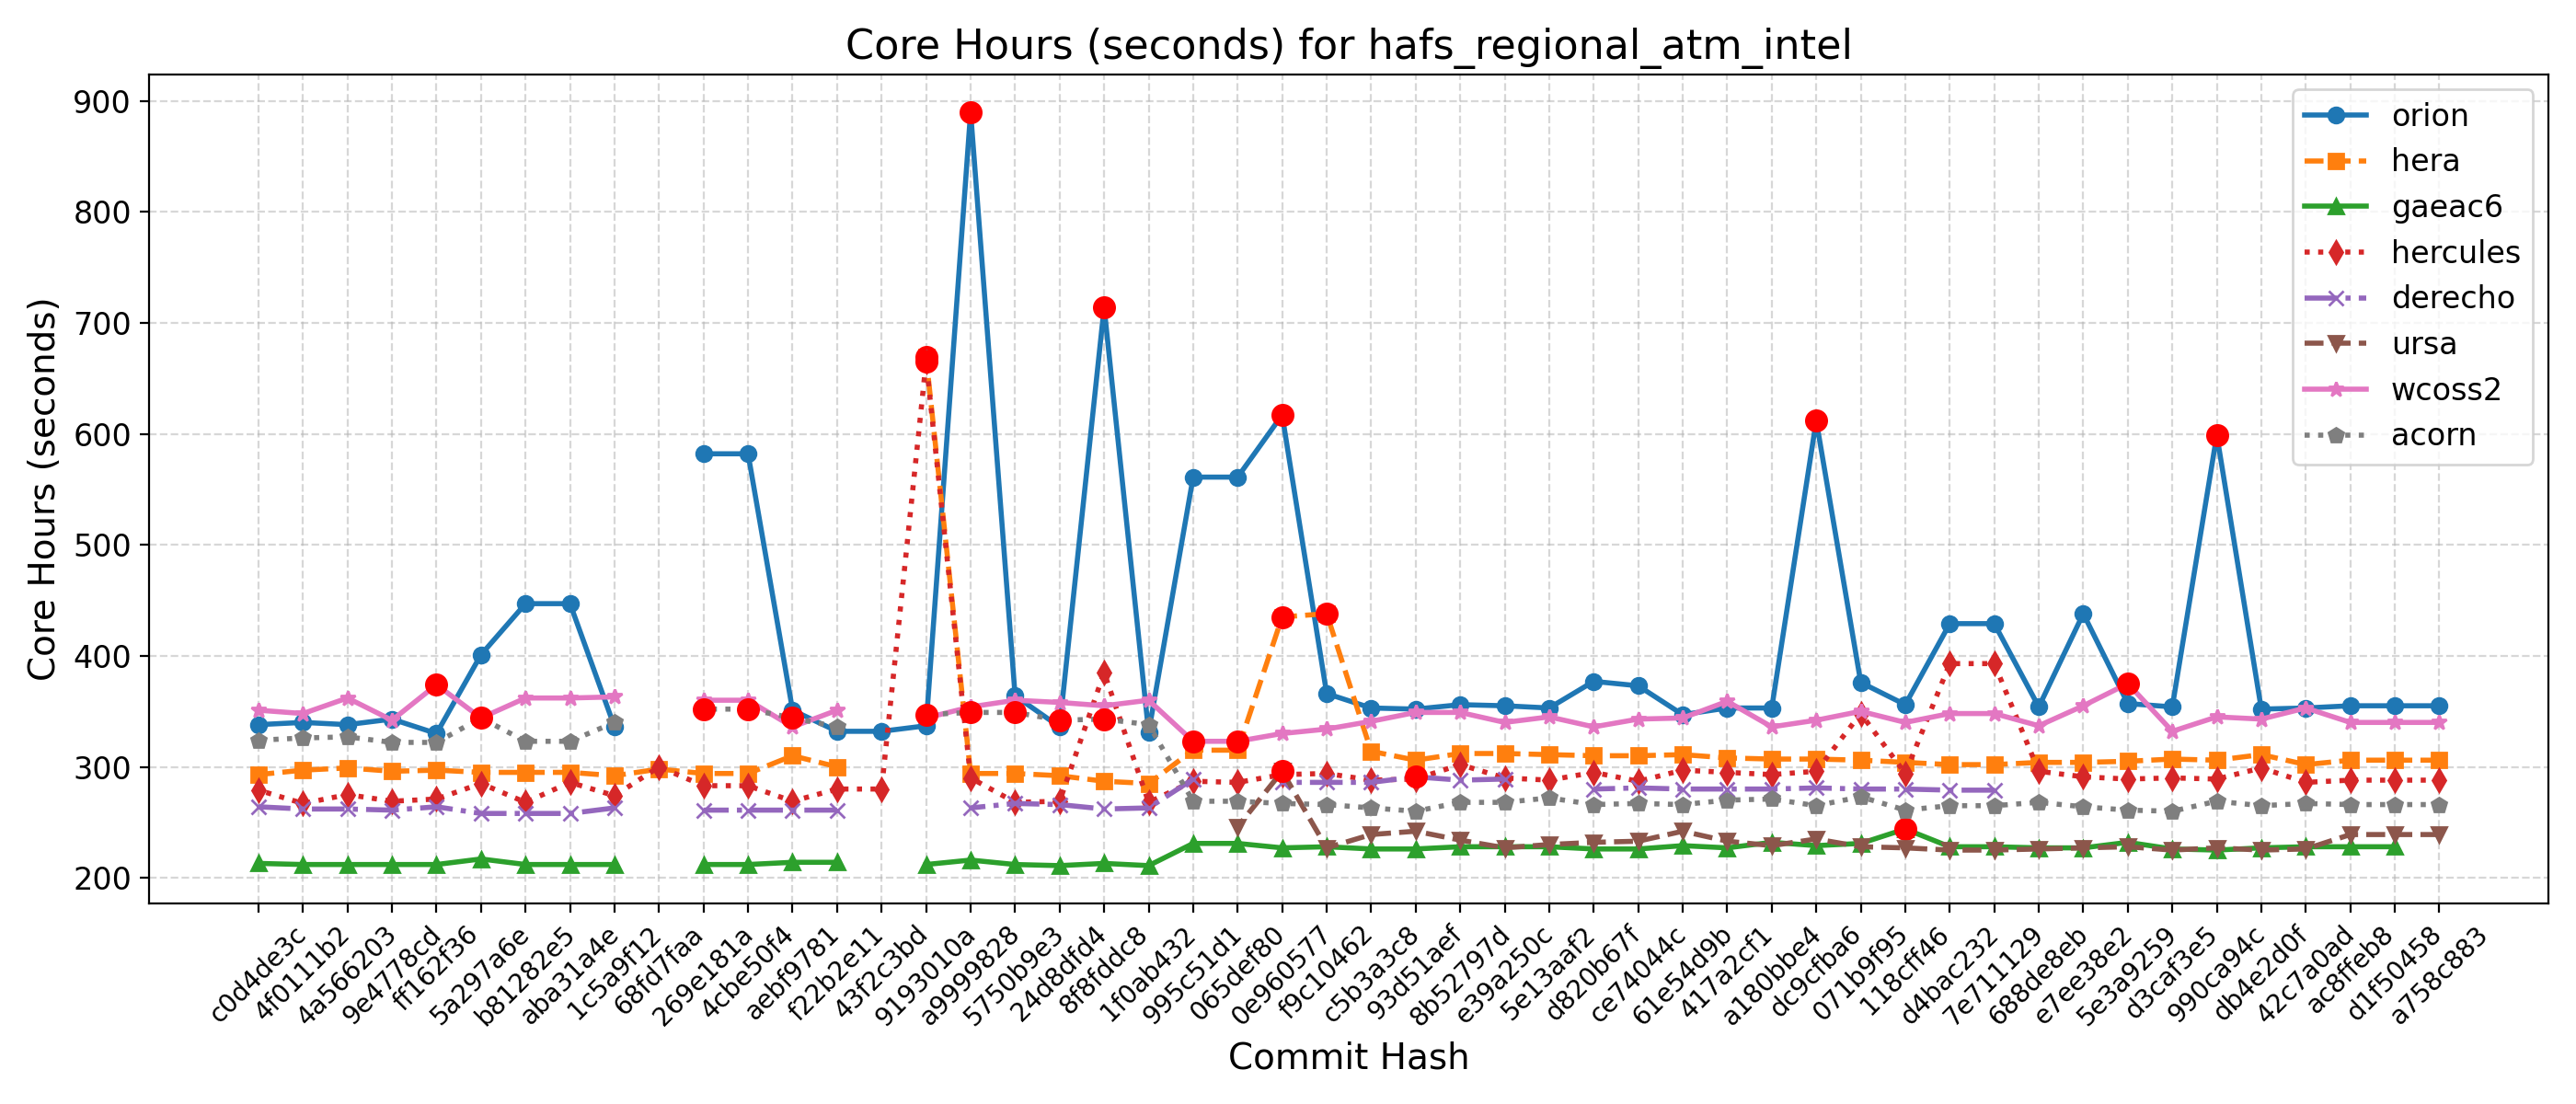 Core Hours (seconds) for hafs_regional_atm_intel
Core Hours (seconds)
900
800
700
600
500
400
300
200
orion
hera
gaeac6
hercules
derecho
ursa
wcoss2
acorn
c0d4de3c
4f0111b2
4a566203
9e4778cd
ff162f36
5a297a6e
b81282e5
aba31a4e
1c5a9f12
68fd7faa
269e181a
4cbe50f4
aebf9781
f22b2e11
43f2c3bd
9193010a
a9999828
5750b9e3
24d8dfd4
8f8fddc8
1f0ab432
995c51d1
065def80
0e960577
f9c10462
c5b3a3c8
93d51aef
8b52797d
e39a250c
5e13aaf2
d820b67f
ce74044c
61e54d9b
417a2cf1
a180bbe4
dc9cfba6
071b9f95
118cff46
d4bac232
7e711129
688de8eb
e7ee38e2
5e3a9259
d3caf3e5
990ca94c
db4e2d0f
42c7a0ad
ac8ffeb8
d1f50458
a758c883
Commit Hash